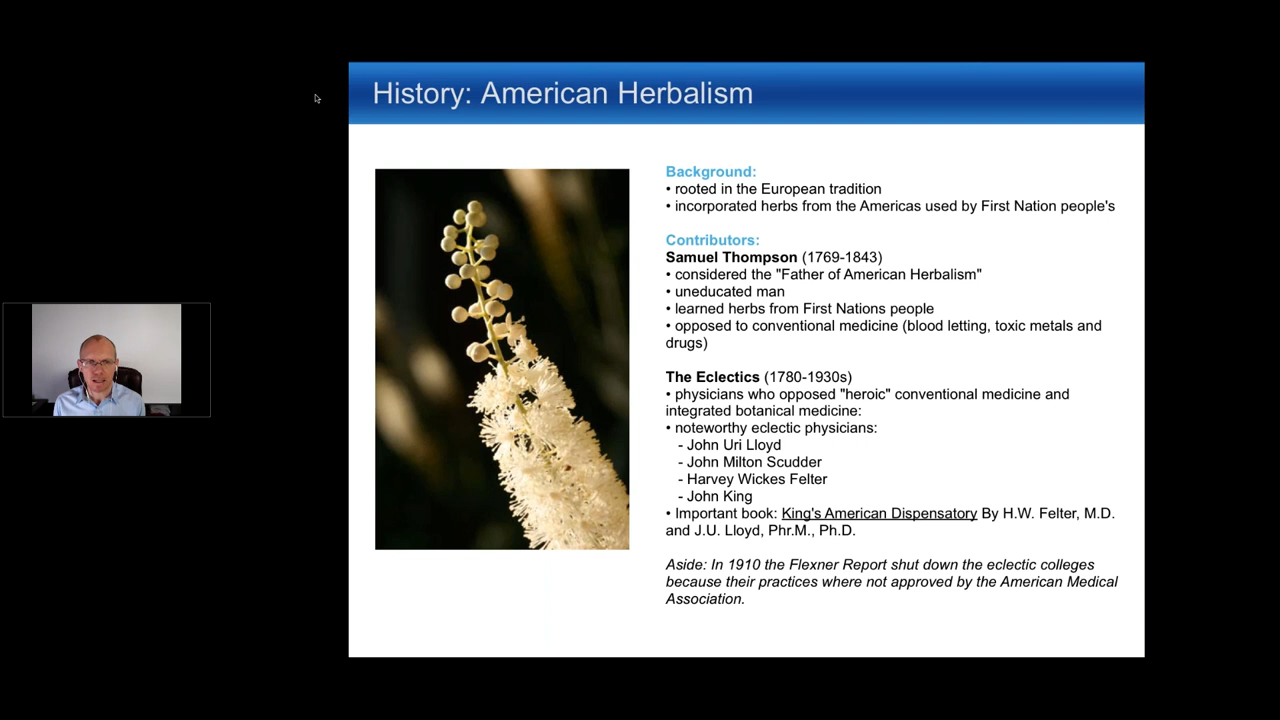 History: American Herbalism
Background:
• rooted in the European tradition
• incorporated herbs from the Americas used by First Nation people's
Contributors:
Samuel Thompson (1769-1843)
• considered the "Father of American Herbalism"
• uneducated man
• learned herbs from First Nations people
• opposed to conventional medicine (blood letting, toxic metals and
drugs)
The Eclectics (1780-1930s)
• physicians who opposed "heroic" conventional medicine and
integrated botanical medicine:
• noteworthy eclectic physicians:
- John Uri Lloyd
- John Milton Scudder
- Harvey Wickes Felter
- John King
• Important book: King's American Dispensatory By H.W. Felter, M.D.
and J.U. Lloyd, Phr.M., Ph.D.
Aside: In 1910 the Flexner Report shut down the eclectic colleges
because their practices where not approved by the American Medical
Association.